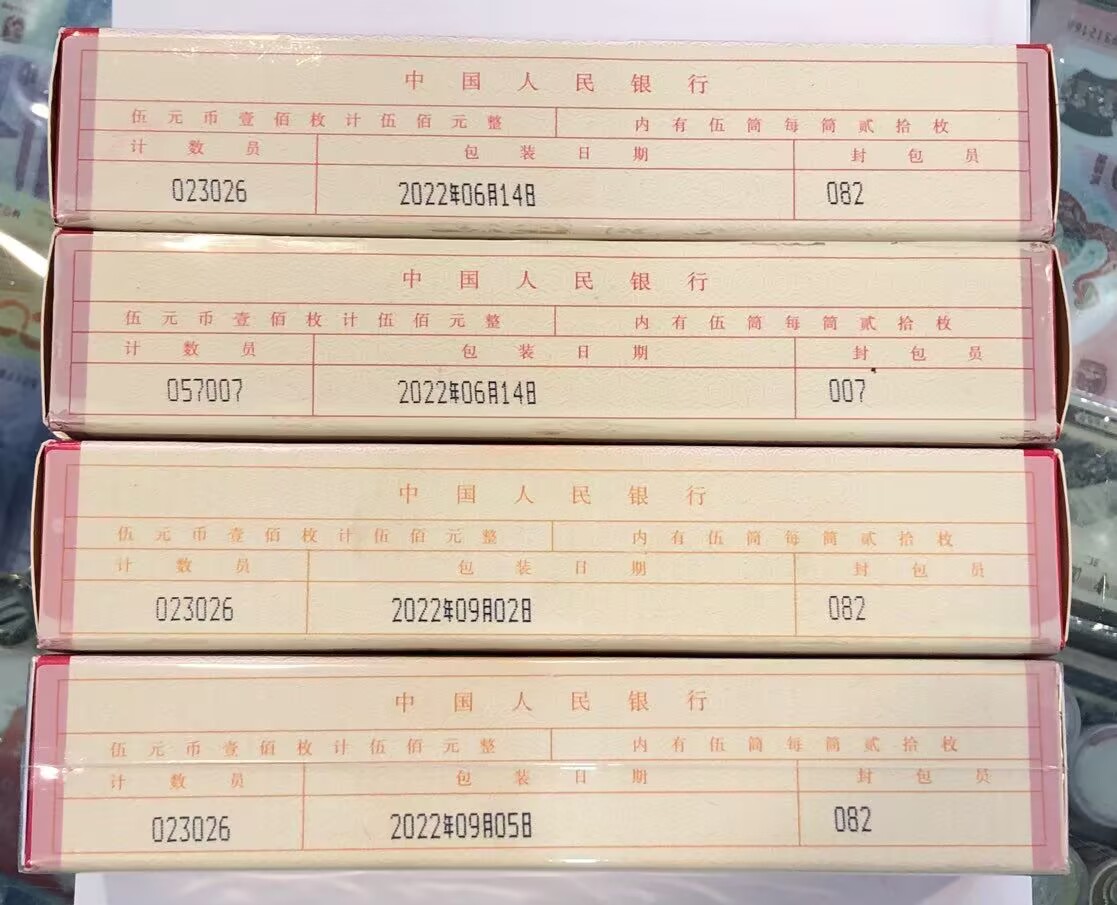 中国人民银行
伍元币壹佰枚计伍佰元整 内有伍筒每筒贰拾枚
计数员 包装日期 封包员
023026 2022年06月14日 082
中国人民银行
伍元币壹佰枚计伍佰元整 内有伍筒每筒贰拾枚
计数员 包装日期 封包员
057007 2022年06月14日 007
中国人民银行
伍元币壹佰枚计伍佰元整 内有伍筒每筒贰拾枚
计数员 包装日期 封包员
023026 2022年09月02日 082
中国人民银行
伍元币壹佰枚计伍佰元整 内有伍筒每筒贰拾枚
计数员 包装日期 封包员
023026 2022年09月05日 082